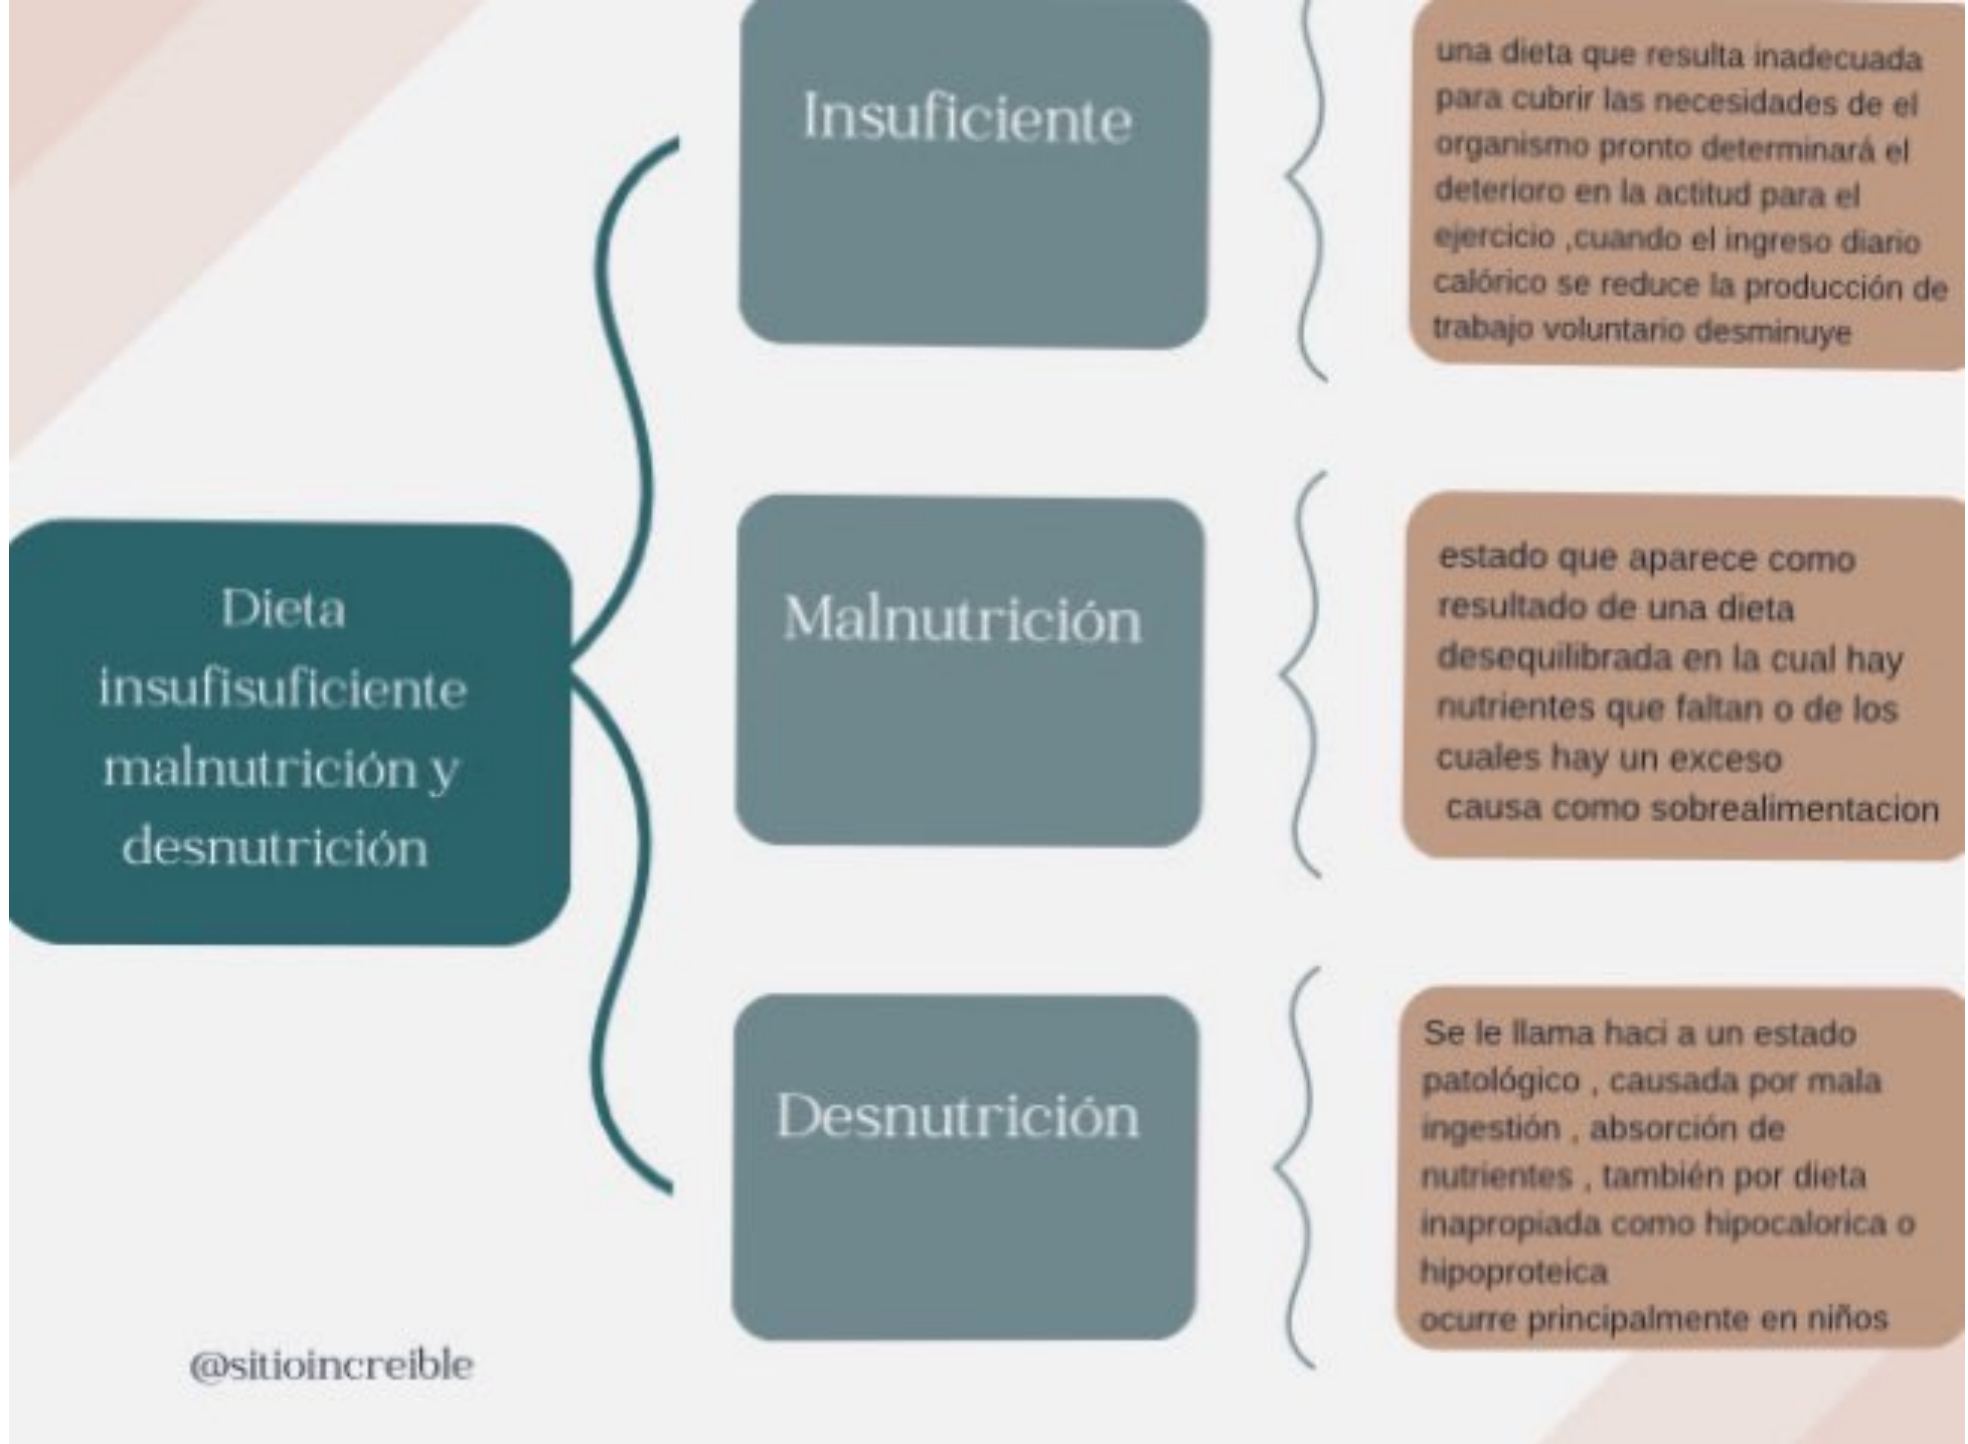 Dieta
insufisuficiente
malnutrición y
desnutrición
Insuficiente
una dieta que resulta inadecuada
para cubrir las necesidades de el
organismo pronto determinará el
deterioro en la actitud para el
ejercicio ,cuando el ingreso diario
calórico se reduce la producción de
trabajo voluntario desminuye
Malnutrición
estado que aparece como
resultado de una dieta
desequilibrada en la cual hay
nutrientes que faltan o de los
cuales hay un exceso
causa como sobrealimentacion
Desnutrición
Se le llama haci a un estado
patológico , causada por mala
ingestión , absorción de
nutrientes , también por dieta
inapropiada como hipocalorica o
hipoproteica
ocurre principalmente en niños
@sitioincreible